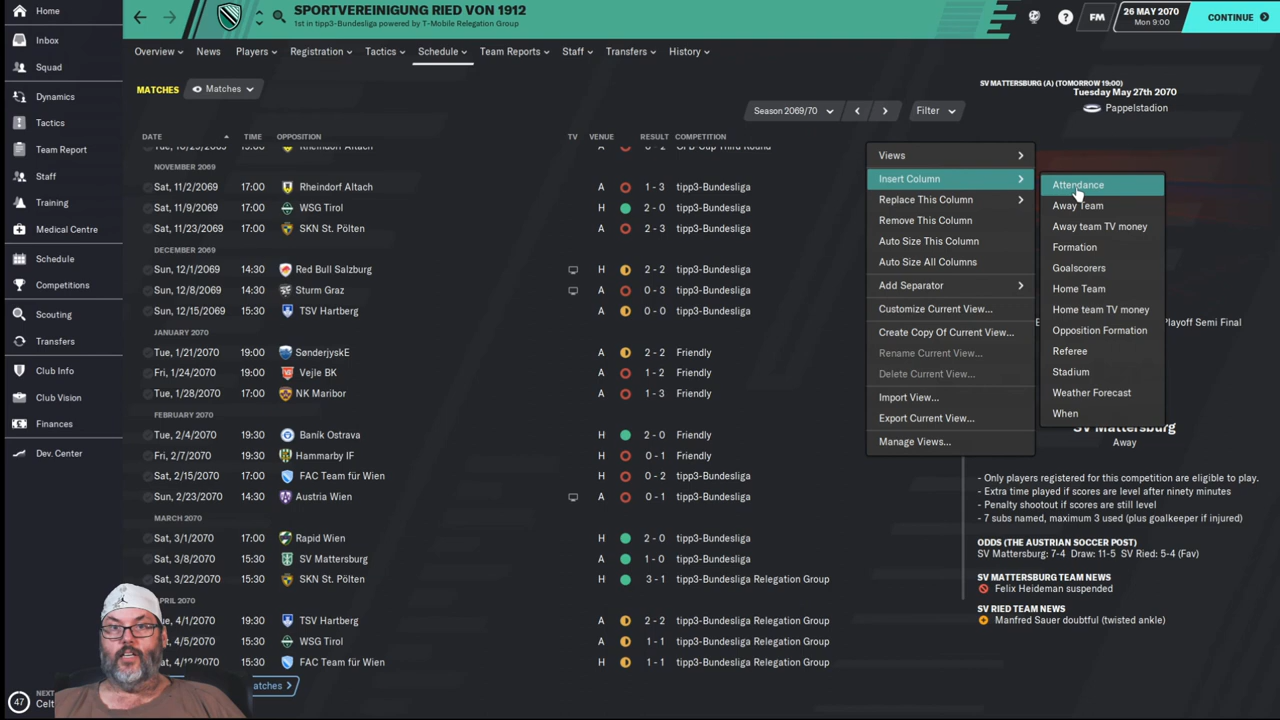 Home
Inbox
Squad
Dynamics
Tactics
Team Report
Staff
Training
Medical Centre
Schedule
Competitions
Scouting
Transfers
Club Info
Club Vision
Finances
Dev. Center
47
NEX
Celt
SPORTVEREINIGUNG RIED VON 1912
1st in tipp3-Bundesliga powered by T-Mobile Relegation Group
?
FM
26 MAY 2070
Mon 9:00
CONTINUE
Overview
News
Players
Registration
Tactics
Schedule
Team Reports
Staff
Transfers
History
MATCHES
Matches
Season 2069/70
Filter
DATE TIME OPPOSITION TV VENUE RESULT COMPETITION
Rheindorf Altach
NOVEMBER 2069
Sat, 11/2/2069 17:00 Rheindorf Altach A 1 - 3 tipp3-Bundesliga
Sat, 11/9/2069 17:00 WSG Tirol H 2 - 0 tipp3-Bundesliga
Sat, 11/23/2069 17:00 SKN St. Pölten A 2 - 3 tipp3-Bundesliga
DECEMBER 2069
Sun, 12/1/2069 14:30 Red Bull Salzburg H 2 - 2 tipp3-Bundesliga
Sun, 12/8/2069 14:30 Sturm Graz A 0 - 3 tipp3-Bundesliga
Sun, 12/15/2069 17:00 TSV Hartberg A 0 - 0 tipp3-Bundesliga
JANUARY 2070
Tue, 1/21/2070 19:00 SønderjyskE A 2 - 2 Friendly
Fri, 1/24/2070 19:00 Vejle BK A 1 - 2 Friendly
Tue, 1/28/2070 17:00 NK Maribor A 1 - 3 Friendly
FEBRUARY 2070
Tue, 2/4/2070 19:30 Baník Ostrava H 2 - 0 Friendly
Fri, 2/7/2070 19:30 Hammarby IF H 0 - 1 Friendly
Sat, 2/15/2070 17:00 FAC Team für Wien H 0 - 2 tipp3-Bundesliga
Sun, 2/23/2070 14:30 Austria Wien A 0 - 1 tipp3-Bundesliga
MARCH 2070
Sat, 3/1/2070 17:00 Rapid Wien H 2 - 0 tipp3-Bundesliga
Sat, 3/8/2070 15:30 SV Mattersburg A 1 - 0 tipp3-Bundesliga
Sat, 3/22/2070 15:30 SKN St. Pölten H 3 - 1 tipp3-Bundesliga Relegation Group
APRIL 2070
Tue, 4/1/2070 19:30 TSV Hartberg A 2 - 2 tipp3-Bundesliga Relegation Group
Sat, 4/5/2070 15:30 WSG Tirol A 1 - 1 tipp3-Bundesliga Relegation Group
Sat, 4/12/2070 15:30 FAC Team für Wien H 1 - 1 tipp3-Bundesliga Relegation Group
atches
Views
Insert Column
Replace This Column
Remove This Column
Auto Size This Column
Auto Size All Columns
Add Separator
Customize Current View...
Create Copy Of Current View...
Rename Current View...
Delete Current View...
Import View...
Export Current View...
Manage Views...
Attendance
Away Team
Away team TV money
Formation
Goalscorers
Home Team
Home team TV money
Opposition Formation
Referee
Stadium
Weather Forecast
When
SV MATTERSBURG (A) (TOMORROW 19:00)
Tuesday May 27th 2070
Pappelstadion
Playoff Semi Final
SV Mattersburg
Away
- Only players registered for this competition are eligible to play.
- Extra time played if scores are level after ninety minutes
- Penalty shootout if scores are still level
- 7 subs named, maximum 3 used (plus goalkeeper if injured)
ODDS (THE AUSTRIAN SOCCER POST)
SV Mattersburg: 7-4 Draw: 11-5 SV Ried: 5-4 (Fav)
SV MATTERSBURG TEAM NEWS
Felix Heideman suspended
SV RIED TEAM NEWS
Manfred Sauer doubtful (twisted ankle)